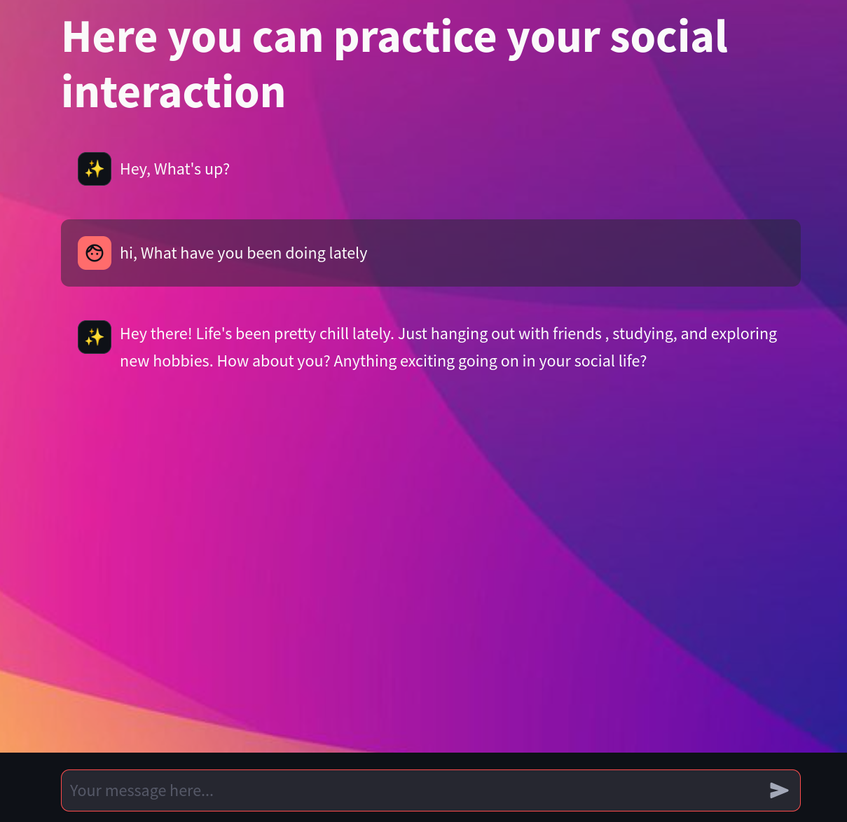 Here you can practice your social
interaction
Hey, What's up?
hi, What have you been doing lately
Hey there! Life's been pretty chill lately. Just hanging out with friends , studying, and exploring
new hobbies. How about you? Anything exciting going on in your social life?
Your message here...